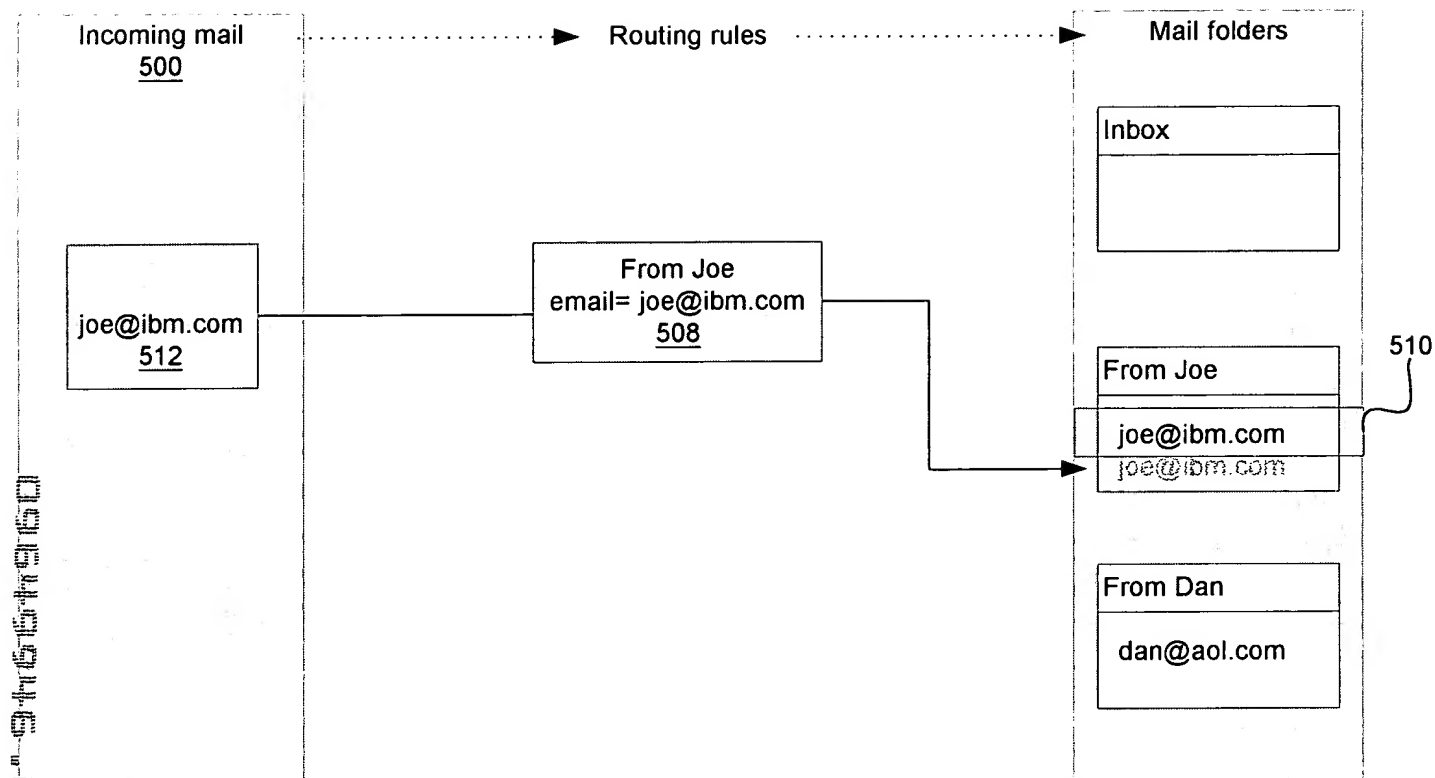 Incoming mail
500
Routing rules
Mail folders
Inbox
joe@ibm.com
512
From Joe
email= joe@ibm.com
508
From Joe
510
joe@ibm.com
joe@ibm.com
From Dan
dan@aol.com